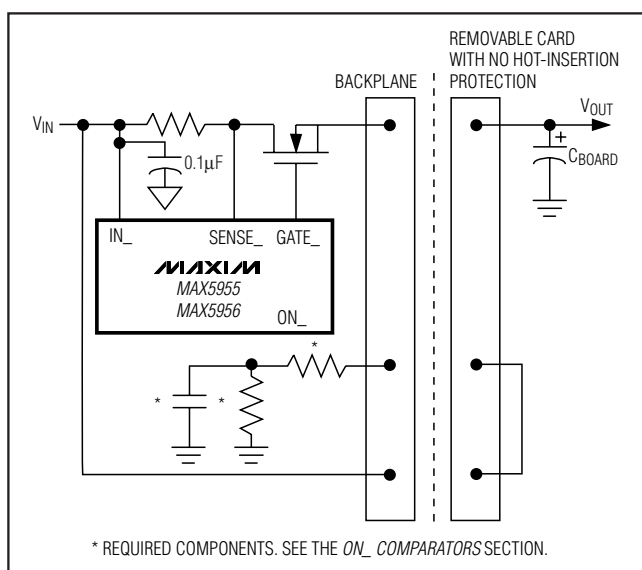 REMOVABLE CARD
WITH NO HOT-INSERTION
PROTECTION
BACKPLANE
VIN
VOUT
+
CBOARD
0.1µF
IN_
SENSE_
GATE_
MAXIM
MAX5955
MAX5956
ON_
*
*
*
* REQUIRED COMPONENTS. SEE THE ON_ COMPARATORS SECTION.